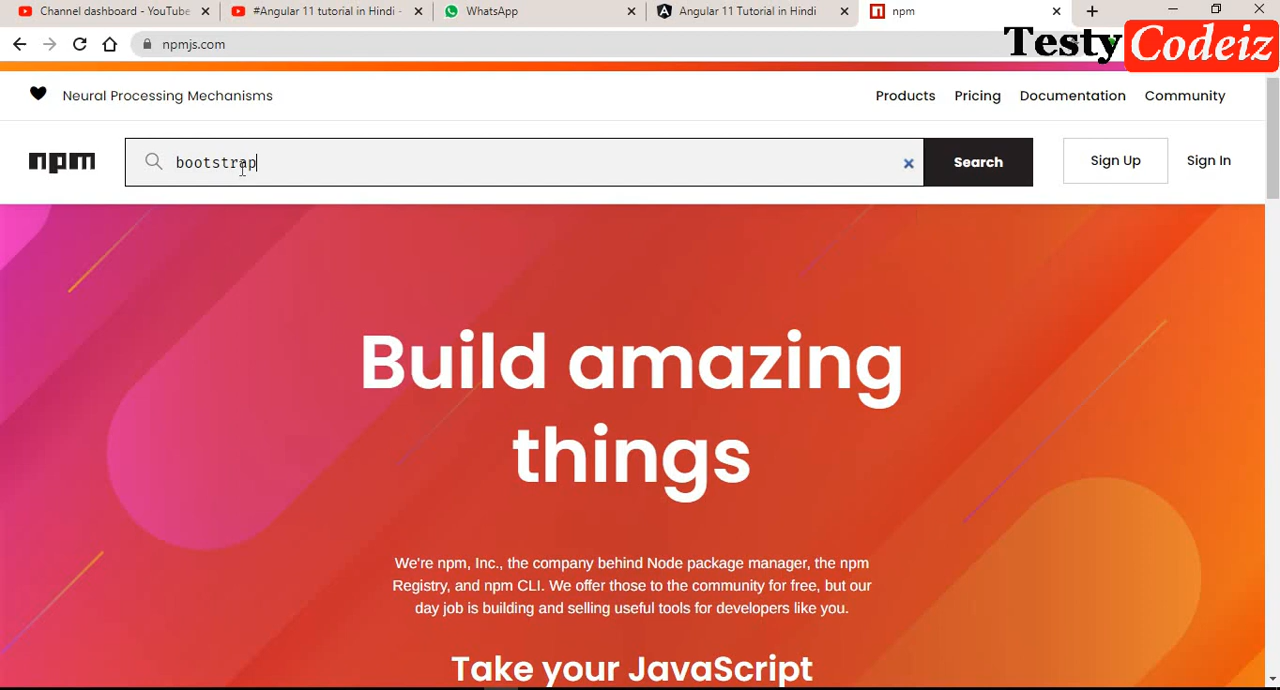 Channel dashboard - YouTube
#Angular 11 tutorial in Hindi -
WhatsApp
Angular 11 Tutorial in Hindi
npm
npmjs.com
Testy Codeiz
Neural Processing Mechanisms
Products
Pricing
Documentation
Community
npm
bootstrap
Search
Sign Up
Sign In
Build amazing
things
We're npm, Inc., the company behind Node package manager, the npm
Registry, and npm CLI. We offer those to the community for free, but our
day job is building and selling useful tools for developers like you.
Take your JavaScript